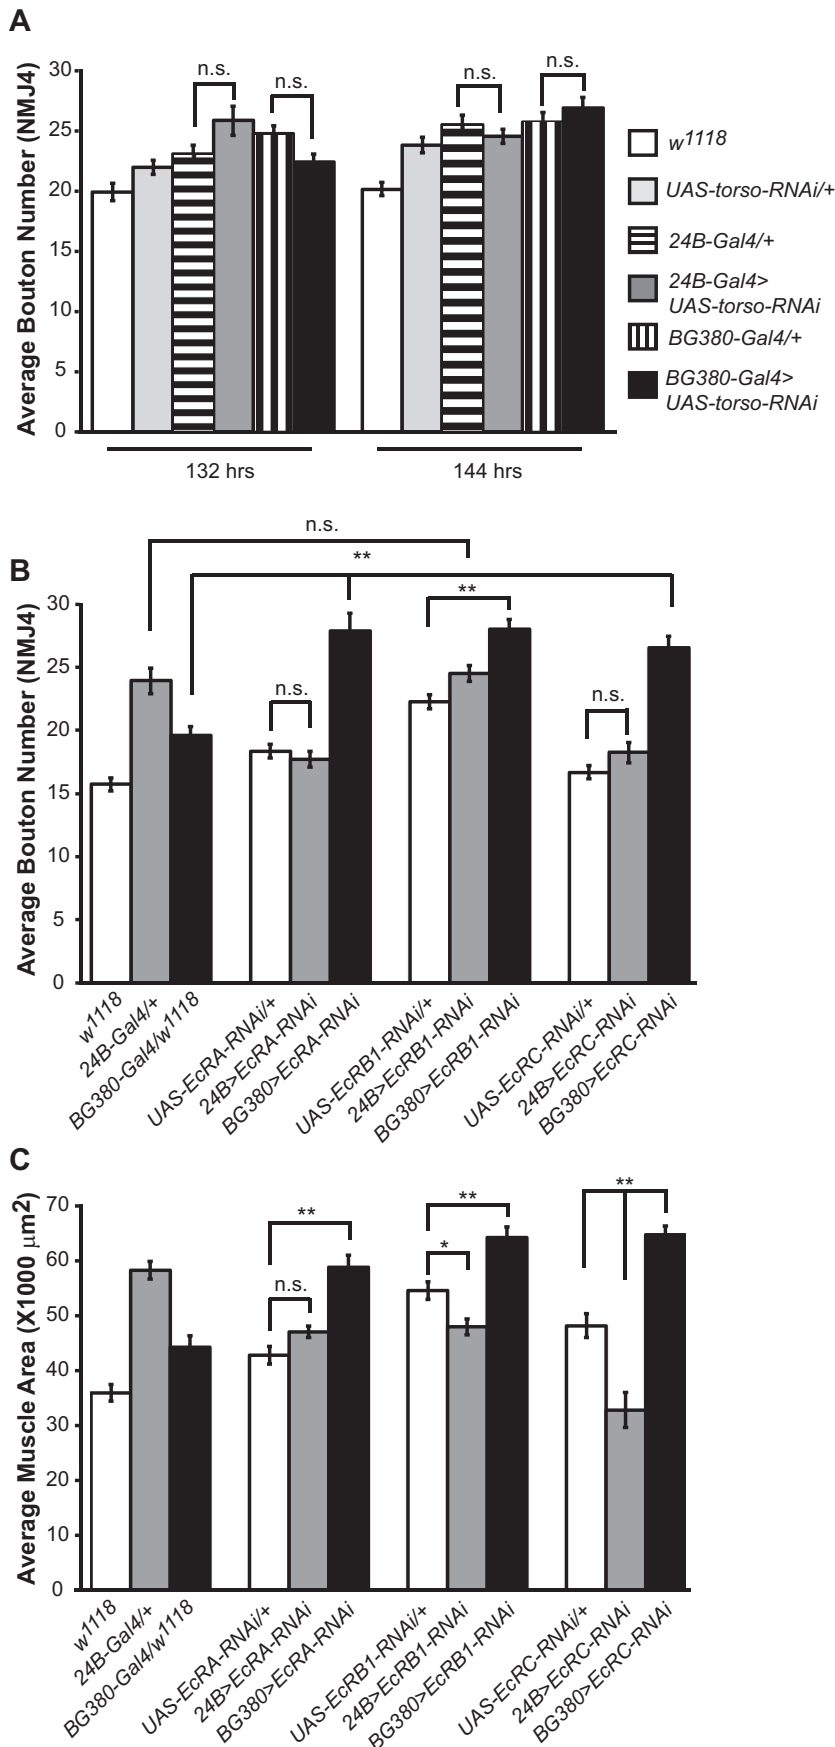 A
Average Bouton Number (NMJ4)
30
25
20
15
10
5
0
n.s.
n.s.
n.s.
n.s.
132 hrs
144 hrs
w1118
UAS-torso-RNAi/+
24B-Gal4/+
24B-Gal4>
UAS-torso-RNAi
BG380-Gal4/+
BG380-Gal4>
UAS-torso-RNAi
B
Average Bouton Number (NMJ4)
30
25
20
15
10
5
0
n.s.
**
**
n.s.
n.s.
w1118
24B-Gal4/+
BG380-Gal4/w1118
UAS-EcRA-RNAi/+
24B>EcRA-RNAi
BG380>EcRA-RNAi
UAS-EcRB1-RNAi/+
24B>EcRB1-RNAi
BG380>EcRB1-RNAi
UAS-EcRC-RNAi/+
24B>EcRC-RNAi
BG380>EcRC-RNAi
C
Average Muscle Area (X1000 μm2)
70
60
50
40
30
20
10
0
**
n.s.
**
*
**
w1118
24B-Gal4/+
BG380-Gal4/w1118
UAS-EcRA-RNAi/+
24B>EcRA-RNAi
BG380>EcRA-RNAi
UAS-EcRB1-RNAi/+
24B>EcRB1-RNAi
BG380>EcRB1-RNAi
UAS-EcRC-RNAi/+
24B>EcRC-RNAi
BG380>EcRC-RNAi